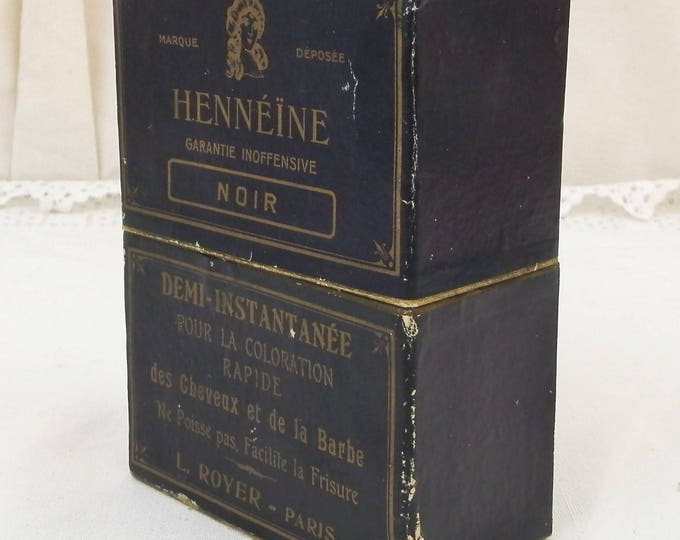 MARQUE DÉPOSÉE
HENNÉÏNE
GARANTIE INOFFENSIVE
NOIR
DEMI-INSTANTANÉE
POUR LA COLORATION
RAPIDE
des Cheveux et de la Barbe
Ne Poisse pas, Facilite la Frisure
L. ROYER - PARIS